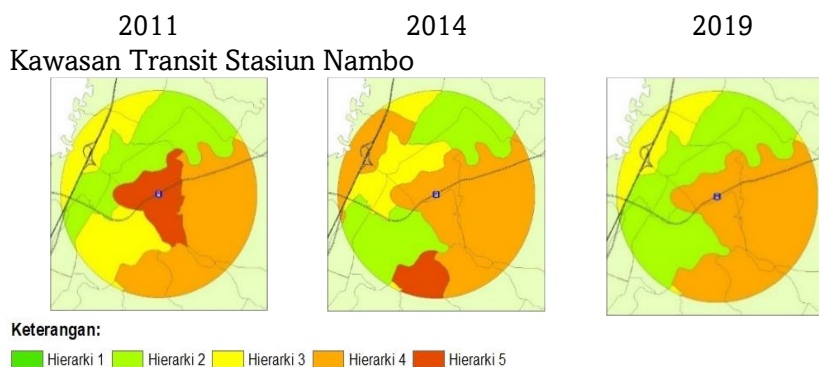 2011 2014 2019
Kawasan Transit Stasiun Nambo
Keterangan:
Hierarki 1 Hierarki 2 Hierarki 3 Hierarki 4 Hierarki 5